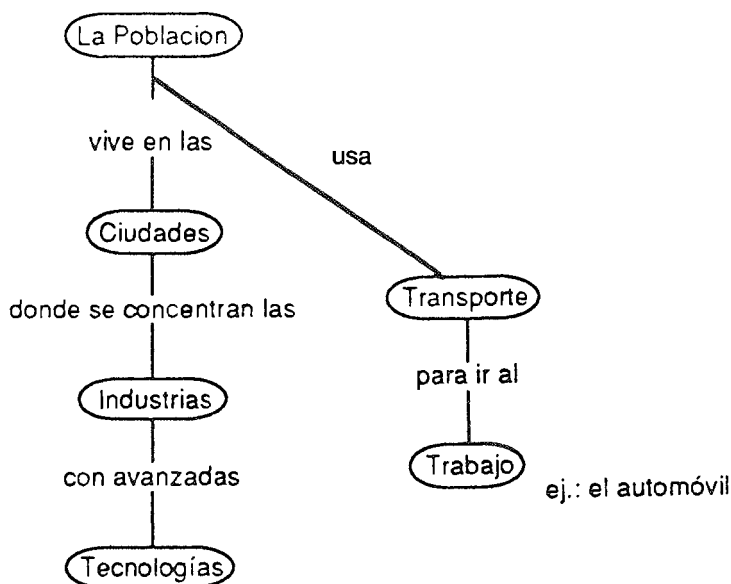 La Poblacion
vive en las
usa
Ciudades
donde se concentran las
Transporte
Industrias
para ir al
con avanzadas
Trabajo
ej.: el automóvil
Tecnologías